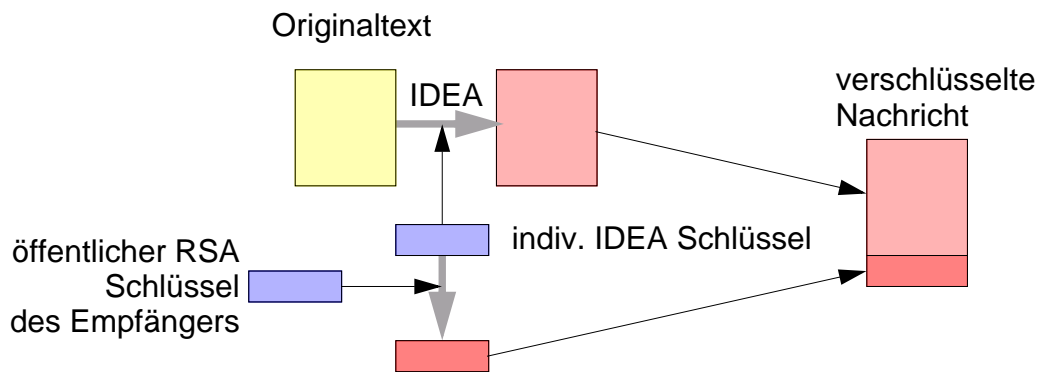 Originaltext
IDEA
verschlüsselte
Nachricht
indiv. IDEA Schlüssel
öffentlicher RSA
Schlüssel
des Empfängers